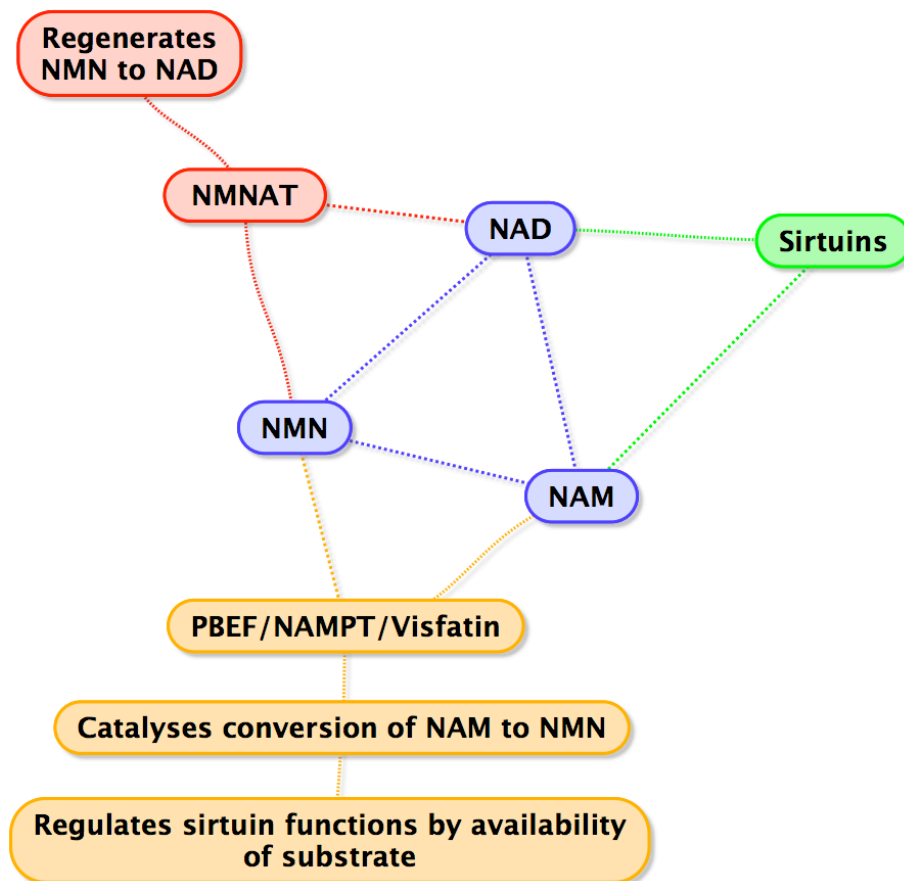 Regenerates
NMN to NAD
NMNAT
NAD
Sirtuins
NMN
NAM
PBEF/NAMPT/Visfatin
Catalyses conversion of NAM to NMN
Regulates sirtuin functions by availability
of substrate